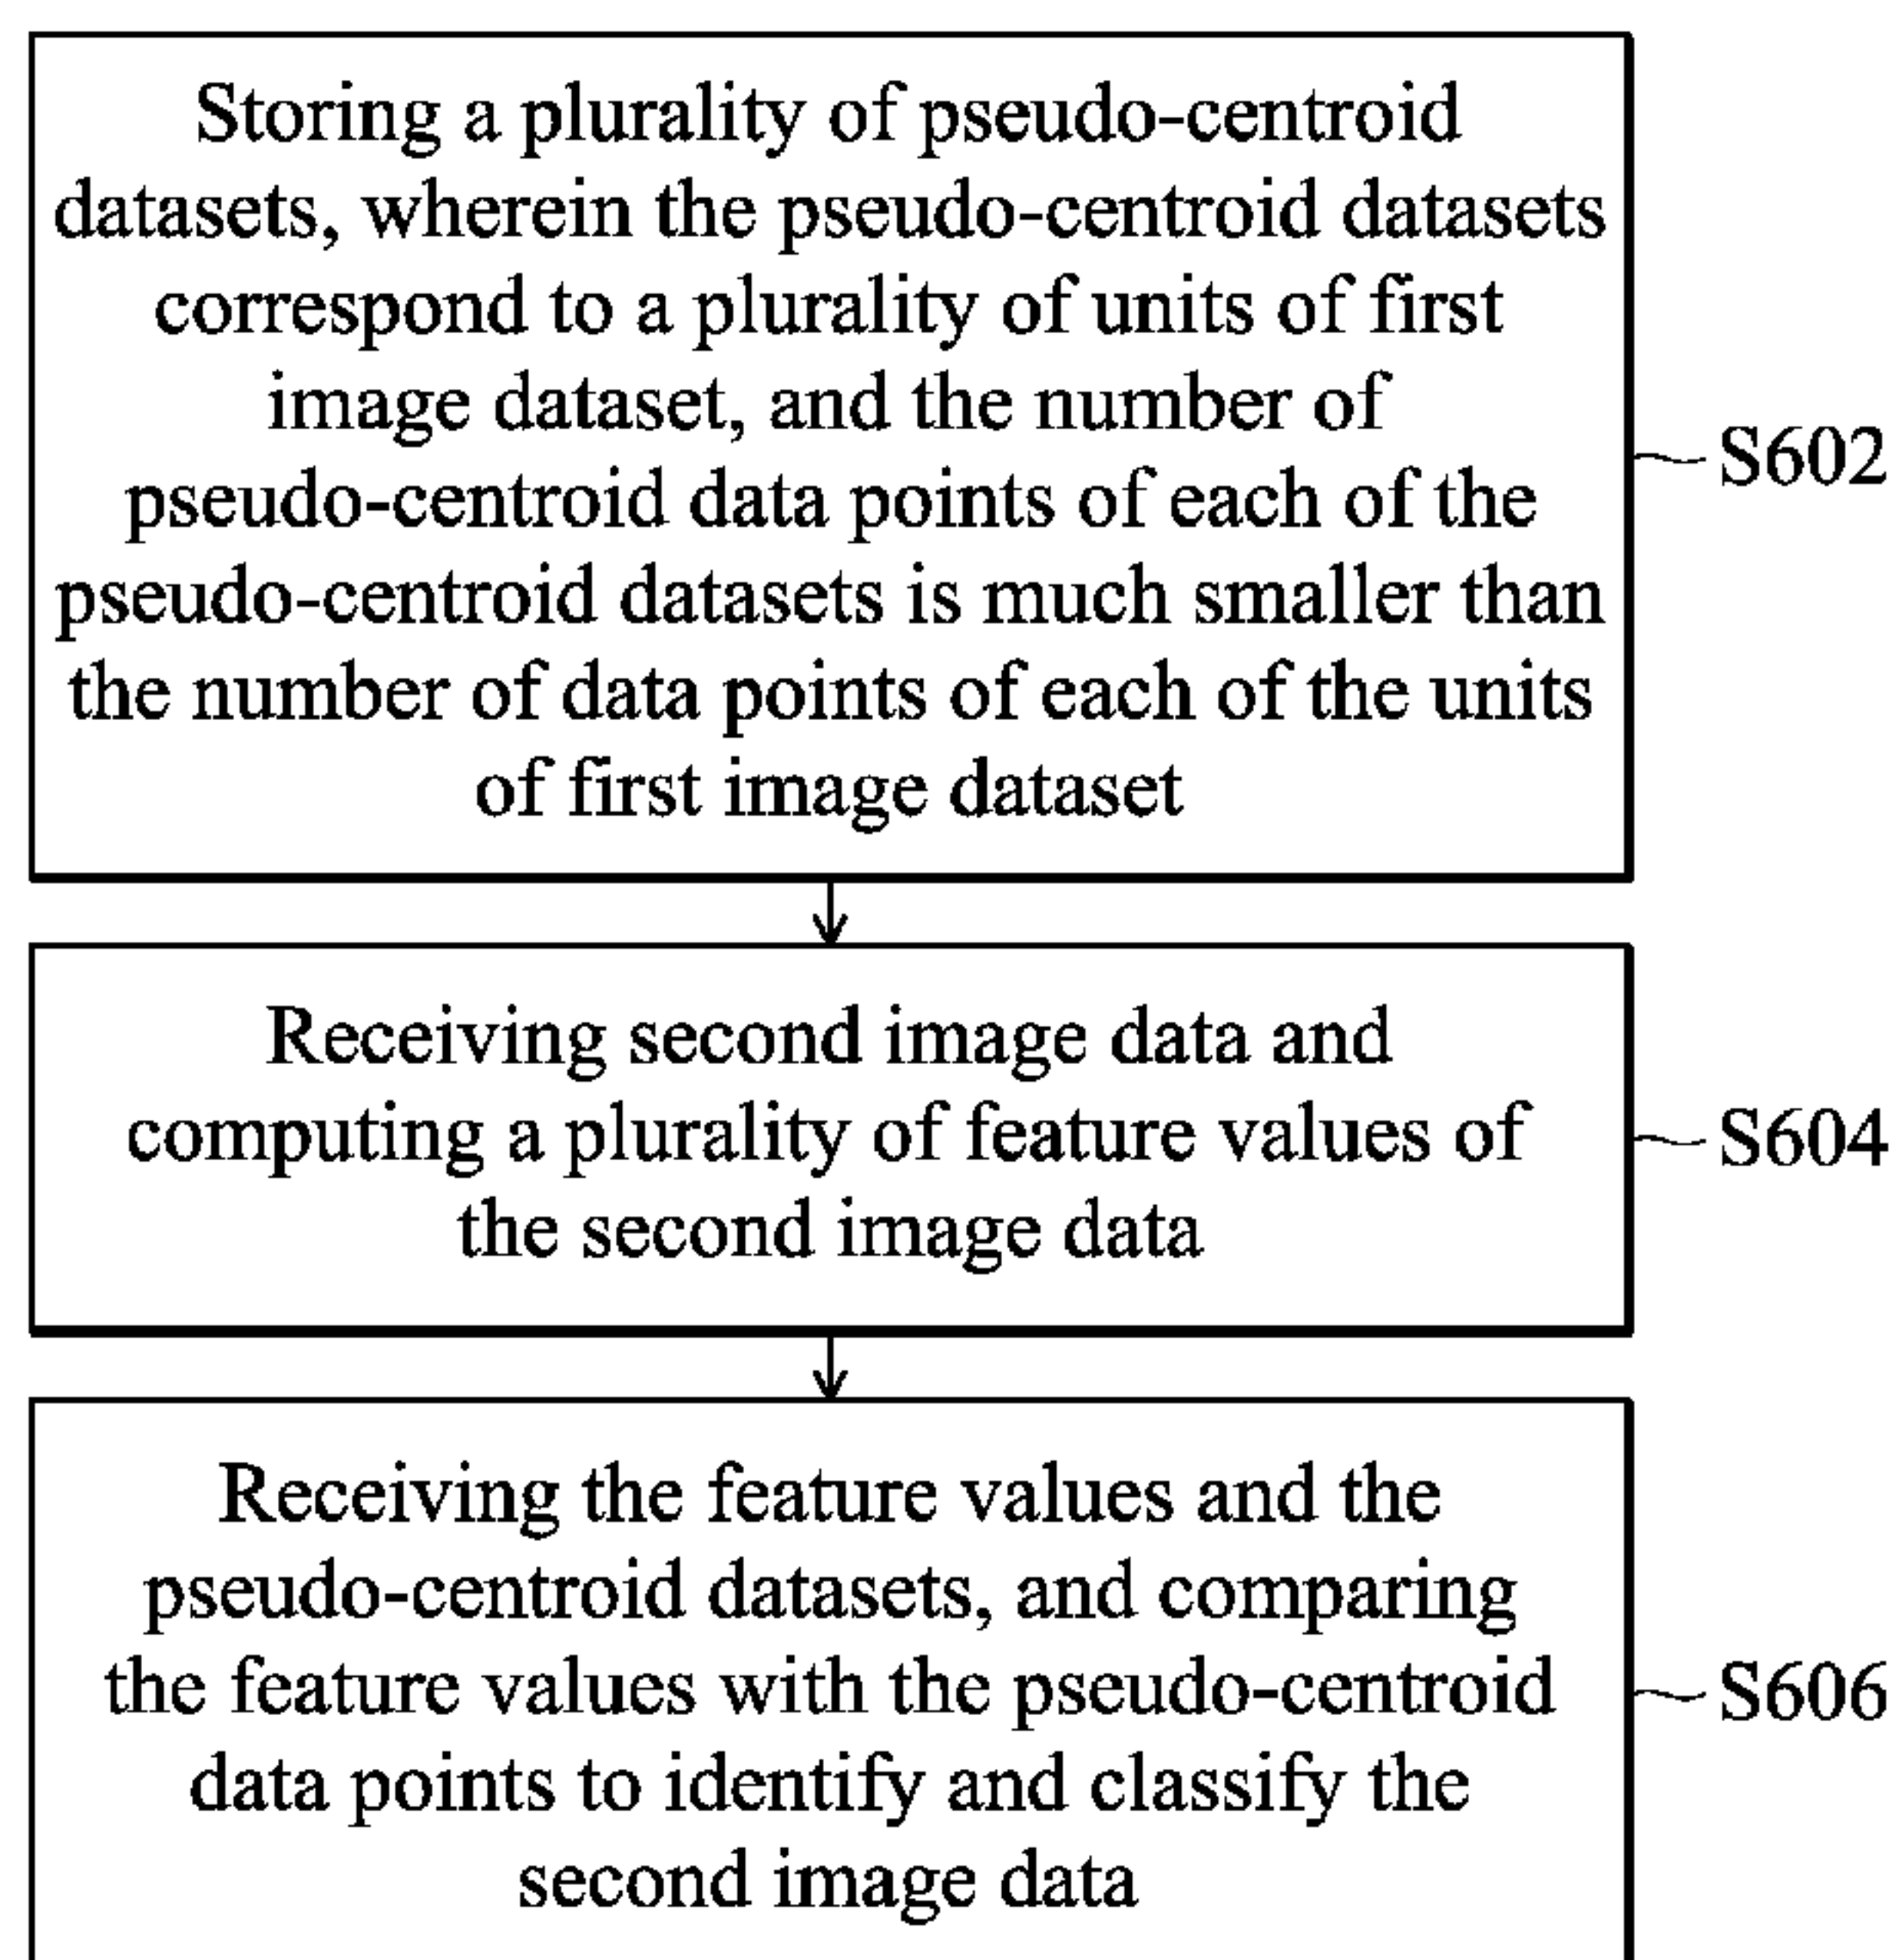 Storing a plurality of pseudo-centroid
datasets, wherein the pseudo-centroid datasets
correspond to a plurality of units of first
image dataset, and the number of
pseudo-centroid data points of each of the
pseudo-centroid datasets is much smaller than
the number of data points of each of the units
of first image dataset
S602
Receiving second image data and
computing a plurality of feature values of
the second image data
S604
Receiving the feature values and the
pseudo-centroid datasets, and comparing
the feature values with the pseudo-centroid
data points to identify and classify the
second image data
S606